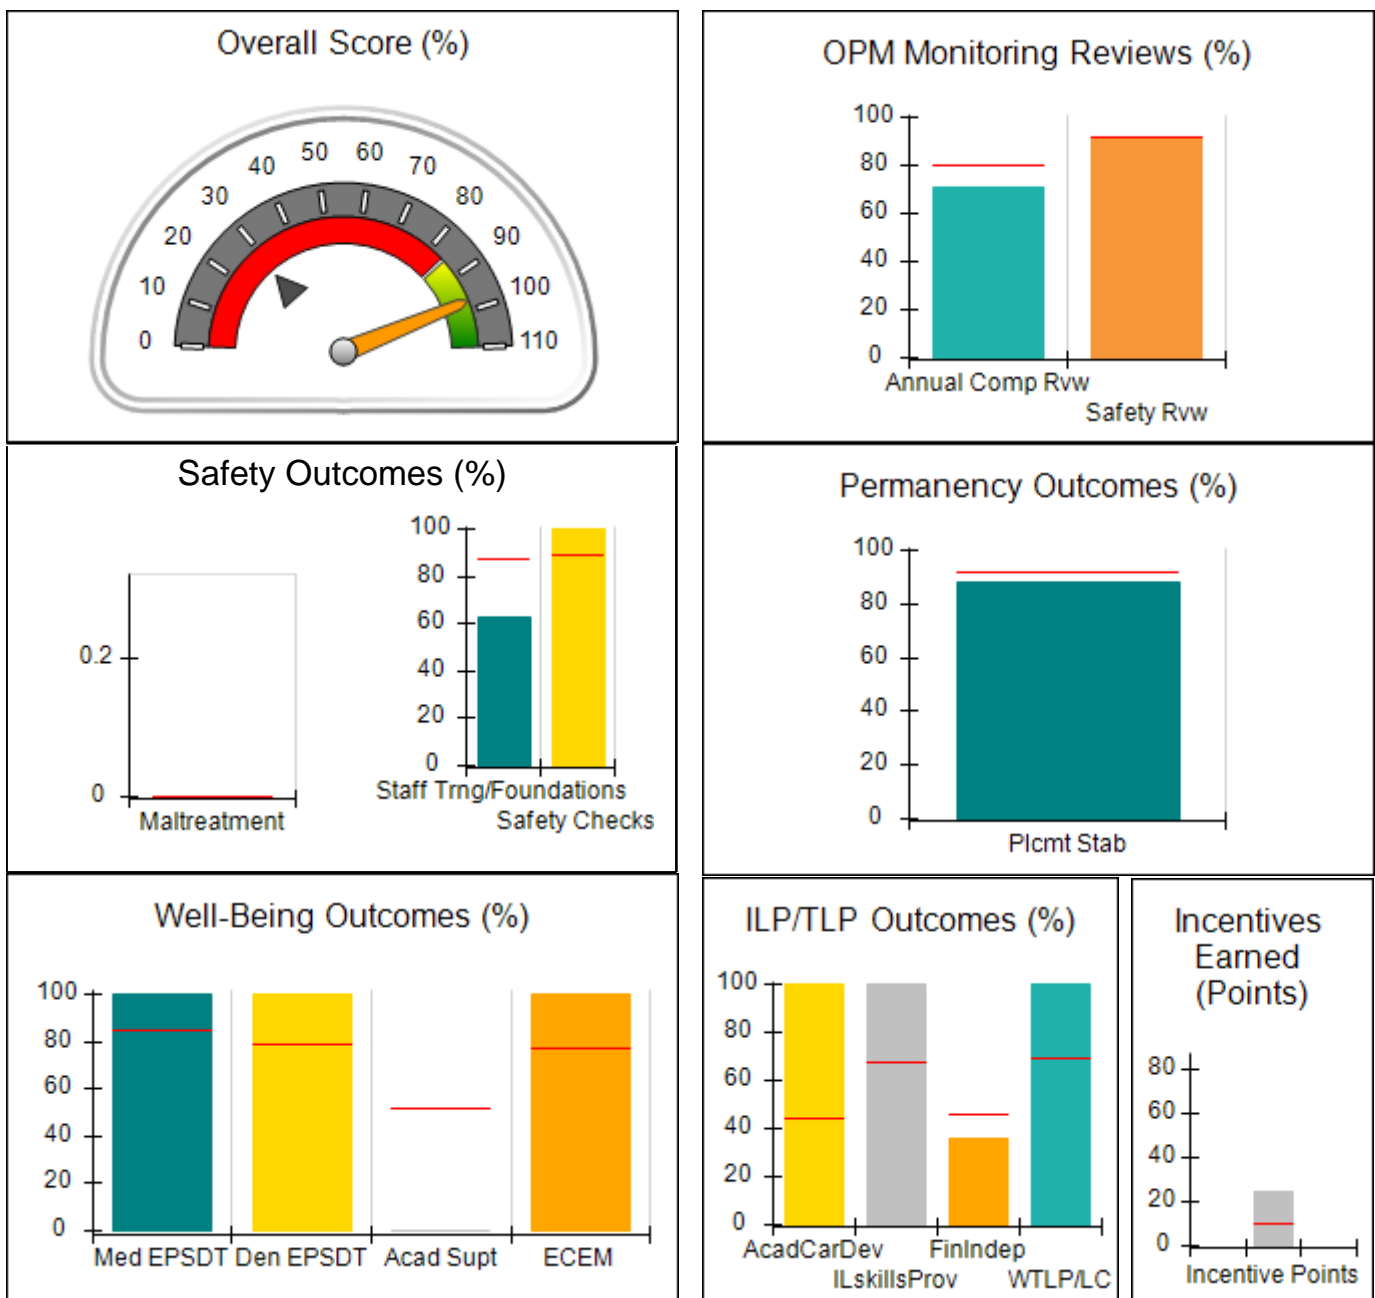 Overall Score (%)
0
10
20
30
40
50
60
70
80
90
100
110
OPM Monitoring Reviews (%)
100
80
60
40
20
0
Annual Comp Rvw
Safety Rvw
Safety Outcomes (%)
0.2
0
Maltreatment
100
80
60
40
20
0
Staff Trng/Foundations
Safety Checks
Permanency Outcomes (%)
100
80
60
40
20
0
Plcmt Stab
Well-Being Outcomes (%)
100
80
60
40
20
0
Med EPSDT
Den EPSDT
Acad Supt
ECEM
ILP/TLP Outcomes (%)
100
80
60
40
20
0
AcadCarDev
ILskillsProv
FinIndep
WTLP/LC
Incentives
Earned
(Points)
80
60
40
20
0
Incentive Points